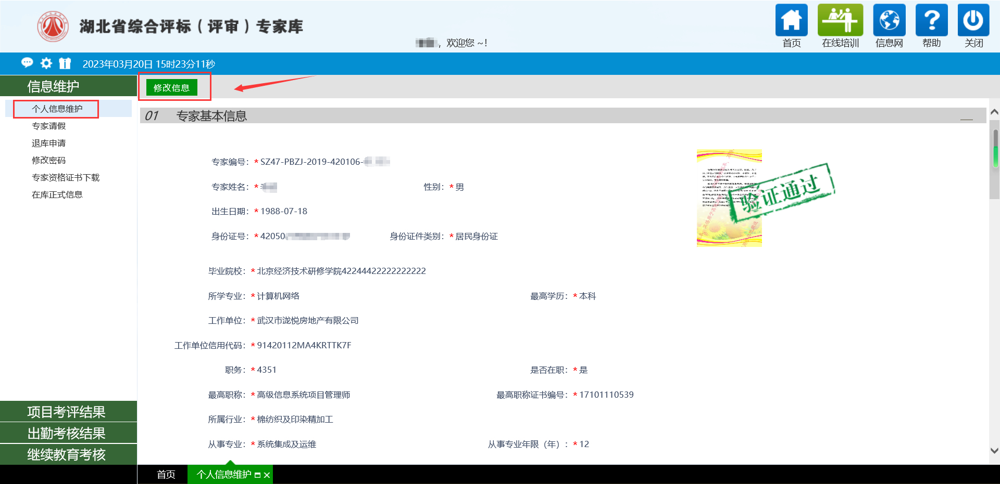 湖北省综合评标（评审）专家库
，欢迎您 ~！
首页
在线培训
信息网
帮助
关闭
2023年03月20日 15时23分11秒
信息维护
个人信息维护
专家请假
退库申请
修改密码
专家资格证书下载
在库正式信息
项目考评结果
出勤考核结果
继续教育考核
修改信息
01 专家基本信息
专家编号：*SZ47-PBZJ-2019-420106-
专家姓名：* 性别：*男
出生日期：*1988-07-18
身份证号：*42050 身份证件类别：*居民身份证
验证通过
毕业院校：*北京经济技术研修学院42244422222222222
所学专业：*计算机网络 最高学历：*本科
工作单位：*武汉市泷悦房地产有限公司
工作单位信用代码：*91420112MA4KRTTK7F
职务：*4351 是否在职：*是
最高职称：*高级信息系统项目管理师 最高职称证书编号：*17101110539
所属行业：*棉纺织及印染精加工
从事专业：*系统集成及运维 从事专业年限（年）：*12
首页 个人信息维护